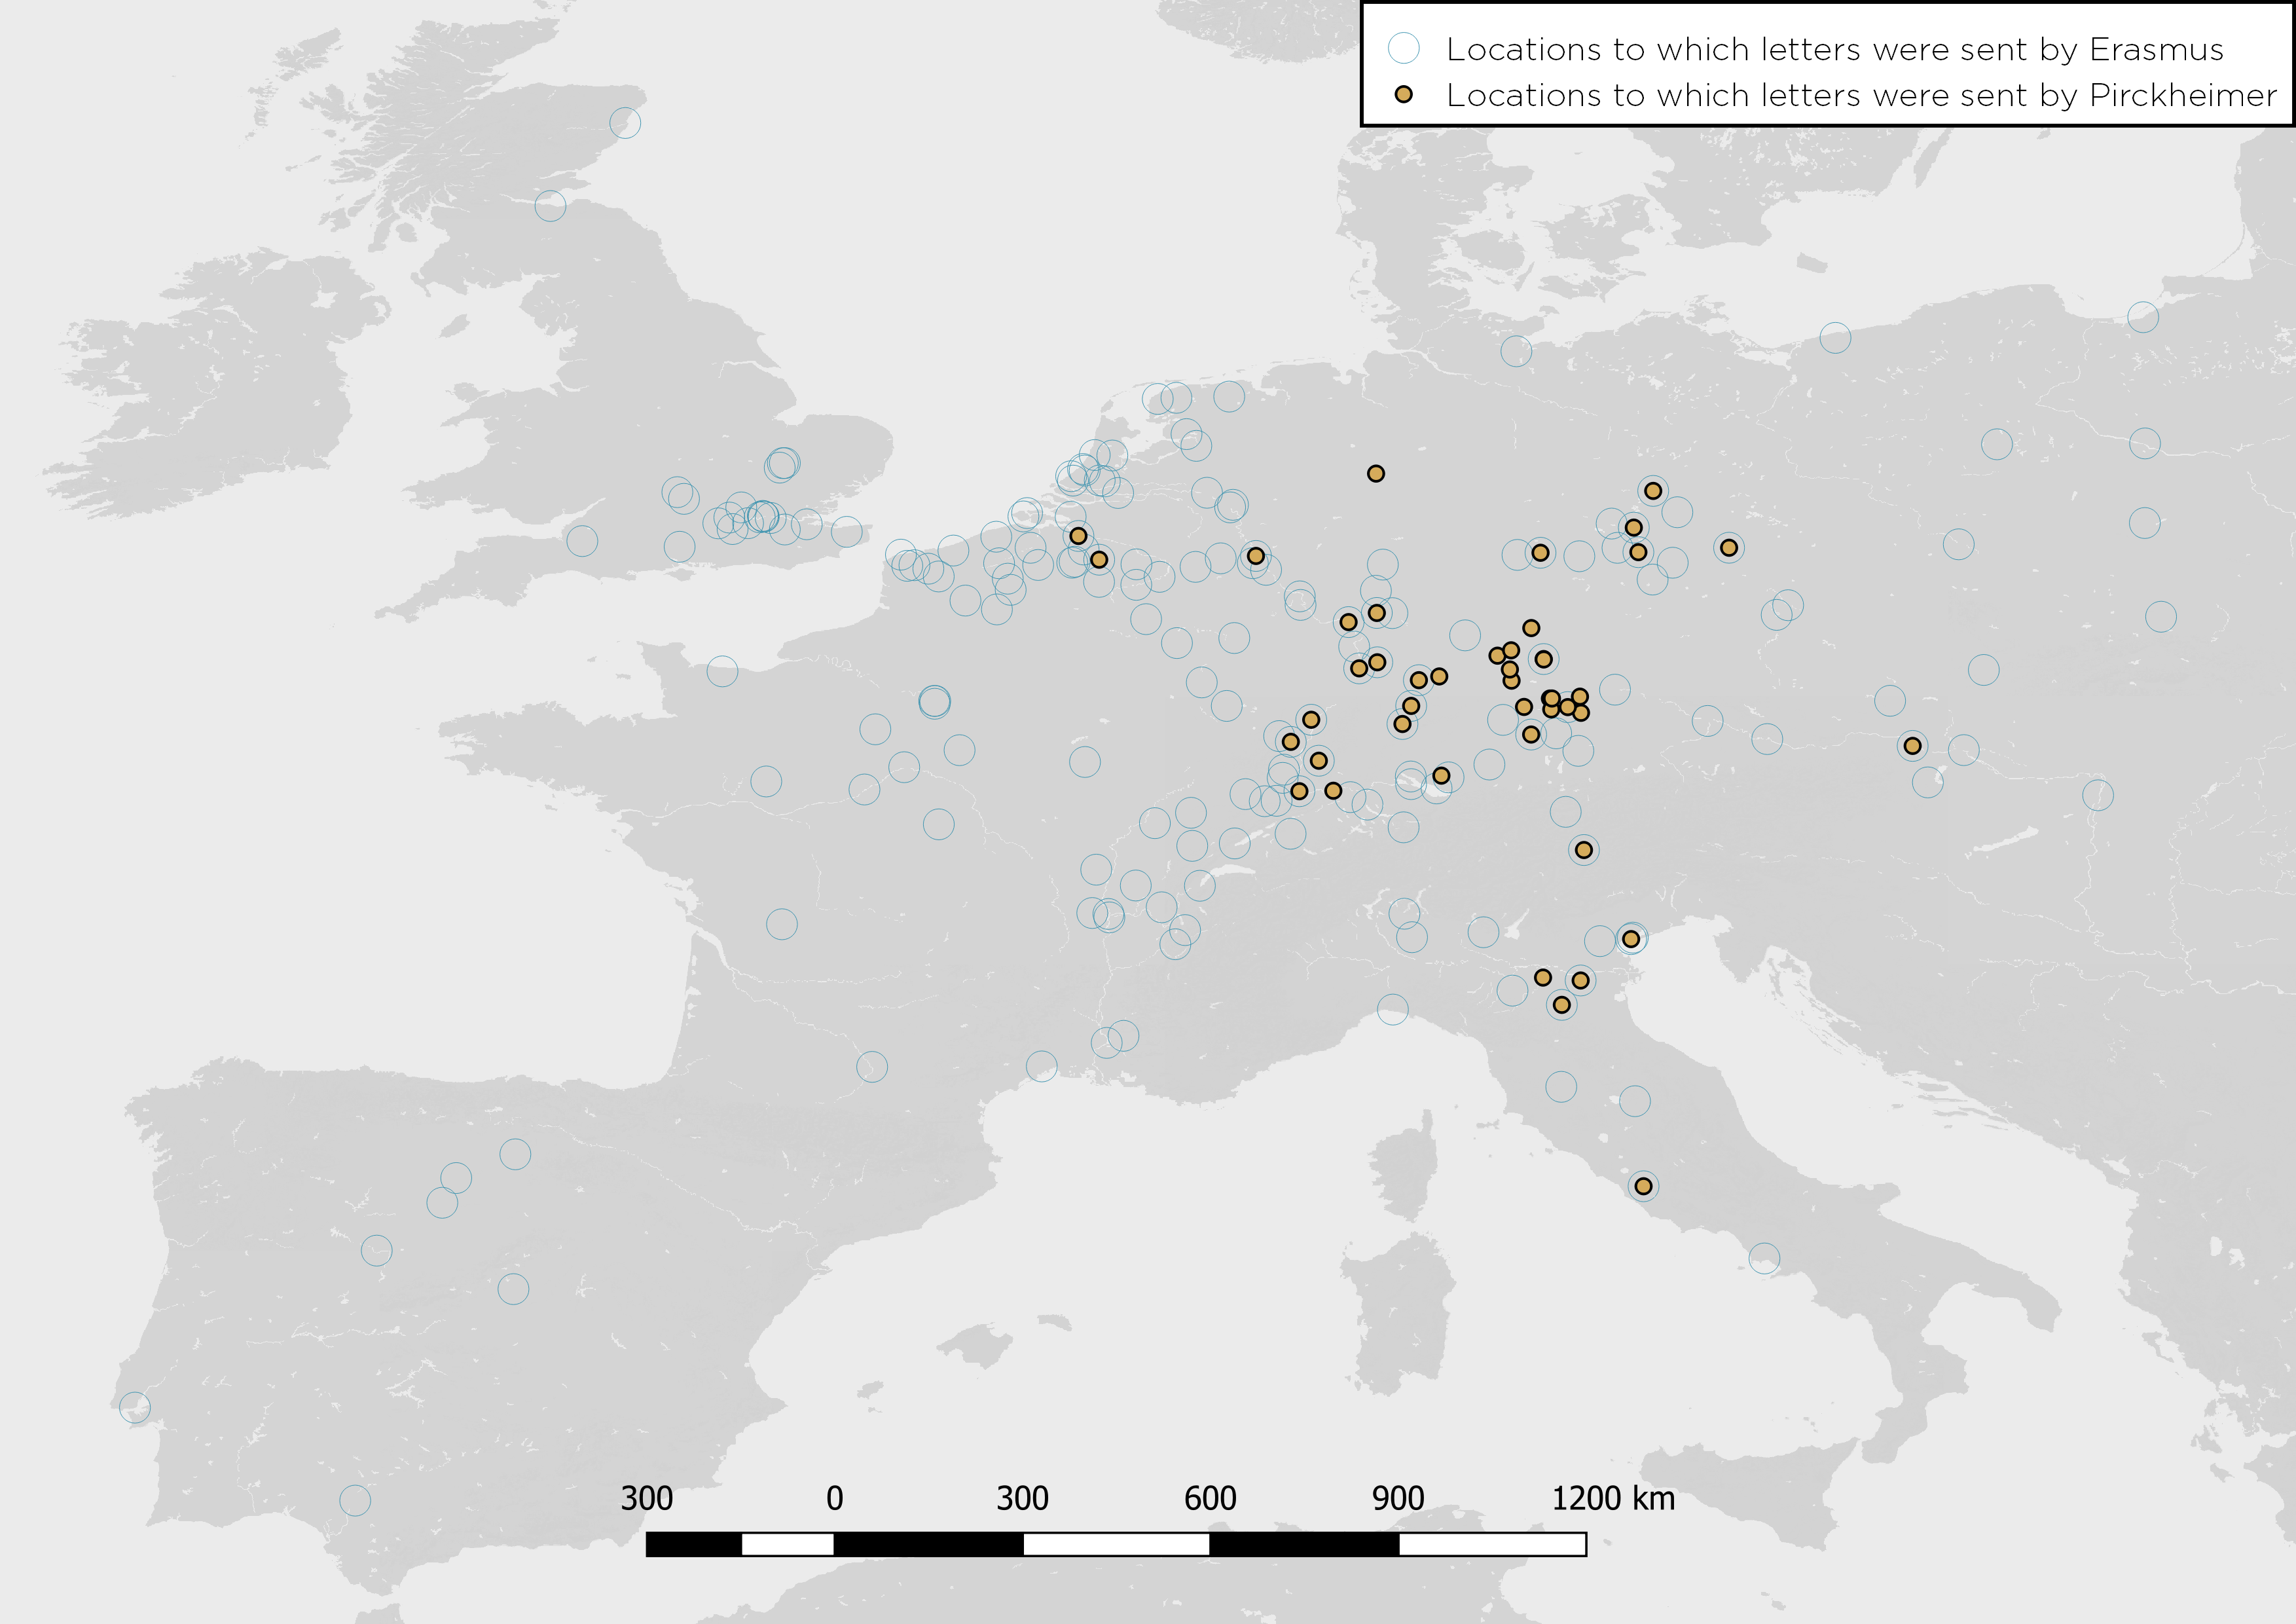 Locations to which letters were sent by Erasmus
Locations to which letters were sent by Pirckheimer
300 0 300 600 900 1200 km